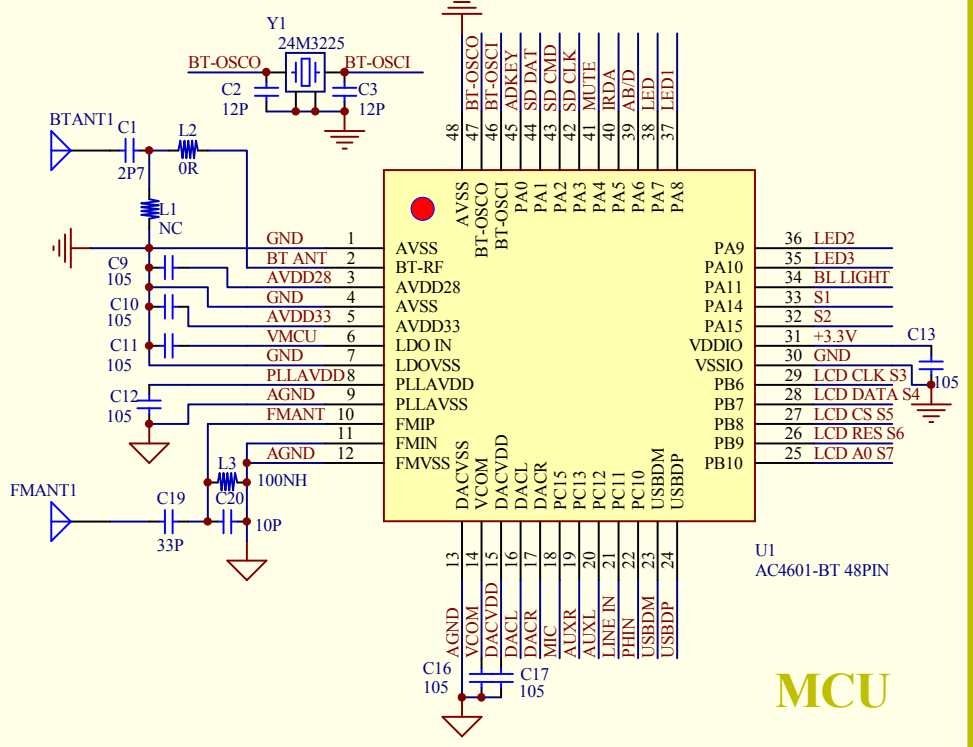 Y1
24M3225
BT-OSCO
BT-OSCI
C2
12P
C3
12P
BTANT1
C1
2P7
L2
0R
L1
NC
48 BT-OSCO 47 BT-OSCI 46 ADKEY 45 SD DAT 44 SD CMD 43 SD CLK 42 MUTE 41 IRDA 40 AB/D 39 LED 38 LED1 37
AVSS BT-OSCO BT-OSCI PA0 PA1 PA2 PA3 PA4 PA5 PA6 PA7 PA8
GND 1 AVSS
BT ANT 2 BT-RF
AVDD28 3 AVDD28
GND 4 AVSS
AVDD33 5 AVDD33
VMCU 6 LDO IN
GND 7 LDOVSS
PLLAVDD 8 PLLAVDD
AGND 9 PLLAVSS
FMANT 10 FMIP
11 FMIN
AGND 12 FMVSS
C9
105
C10
105
C11
105
C12
105
L3
100NH
FMANT1
C19
33P
C20
10P
PA9 36 LED2
PA10 35 LED3
PA11 34 BL LIGHT
PA14 33 S1
PA15 32 S2
VDDIO 31 +3.3V
VSSIO 30 GND
PB6 29 LCD CLK S3
PB7 28 LCD DATA S4
PB8 27 LCD CS S5
PB9 26 LCD RES S6
PB10 25 LCD A0 S7
C13
105
DACVSS VCOM DACVDD DACL DACR PC15 PC13 PC12 PC11 PC10 USBDM USBDP
13 14 15 16 17 18 19 20 21 22 23 24
AGND VCOM DACVDD DACL DACR MIC AUXR AUXL LINE IN PHIN USBDM USBDP
C16
105
C17
105
U1
AC4601-BT 48PIN
MCU